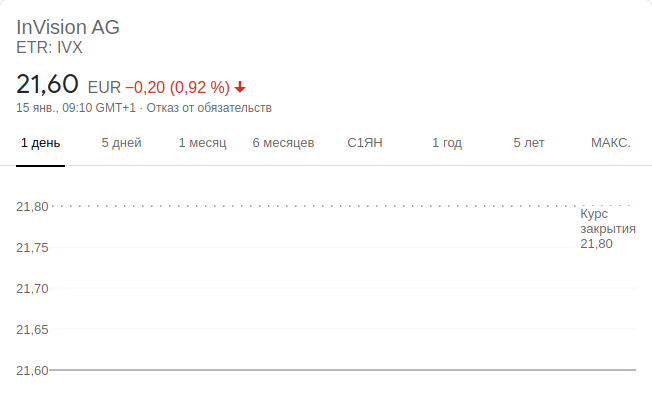 InVision AG
ETR: IVX
21,60 EUR −0,20 (0,92 %)
15 янв., 09:10 GMT+1 · Отказ от обязательств
1 день 5 дней 1 месяц 6 месяцев С1ЯН 1 год 5 лет МАКС.
21,80
Курс
закрытия
21,80
21,75
21,70
21,65
21,60